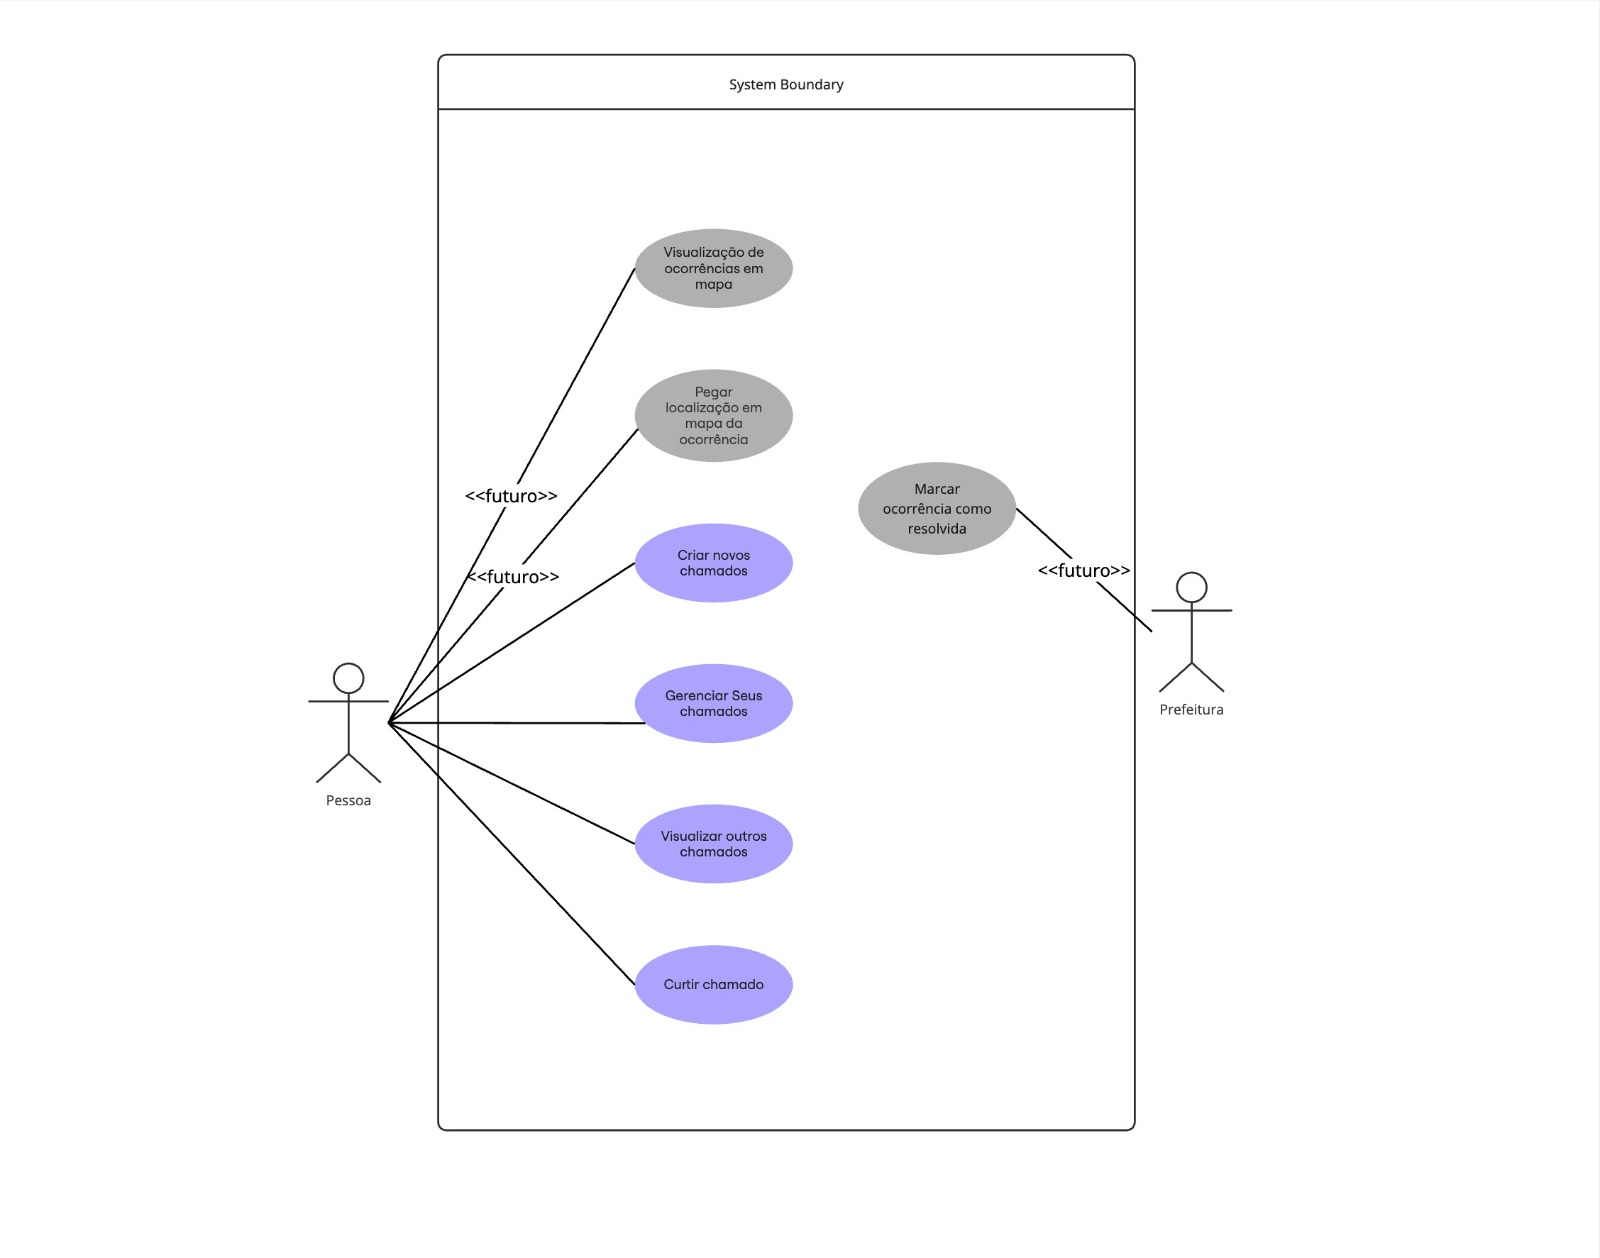 System Boundary
Visualização de
ocorrências em
mapa
Pegar
localização em
mapa da
ocorrência
<<futuro>>
<<futuro>>
Criar novos
chamados
Gerenciar Seus
chamados
Visualizar outros
chamados
Curtir chamado
Pessoa
Marcar
ocorrência como
resolvida
<<futuro>>
Prefeitura